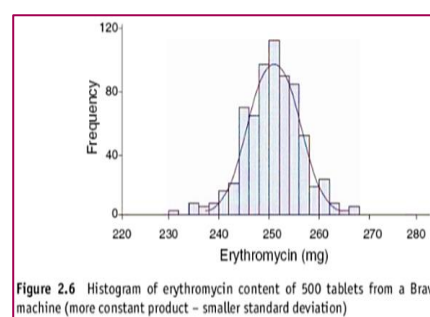 120
80
40
0
Frequency
220 230 240 250 260 270 280
Erythromycin (mg)
Figure 2.6 Histogram of erythromycin content of 500 tablets from a Brav
machine (more constant product – smaller standard deviation)